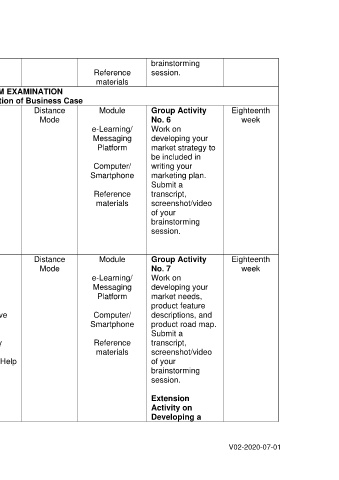 brainstorming
Reference session.
materials
M EXAMINATION
tion of Business Case
Distance Module Group Activity Eighteenth
Mode No. 6 week
e-Learning/ Work on
Messaging developing your
Platform market strategy to
be included in
Computer/ writing your
Smartphone marketing plan.
Submit a
Reference transcript,
materials screenshot/video
of your
brainstorming
session.
Distance Module Group Activity Eighteenth
Mode No. 7 week
e-Learning/ Work on
Messaging developing your
Platform market needs,
product feature
ve Computer/ descriptions, and
Smartphone product road map.
Submit a
y Reference transcript,
materials screenshot/video
Help of your
brainstorming
session.
Extension
Activity on
Developing a
V02-2020-07-01